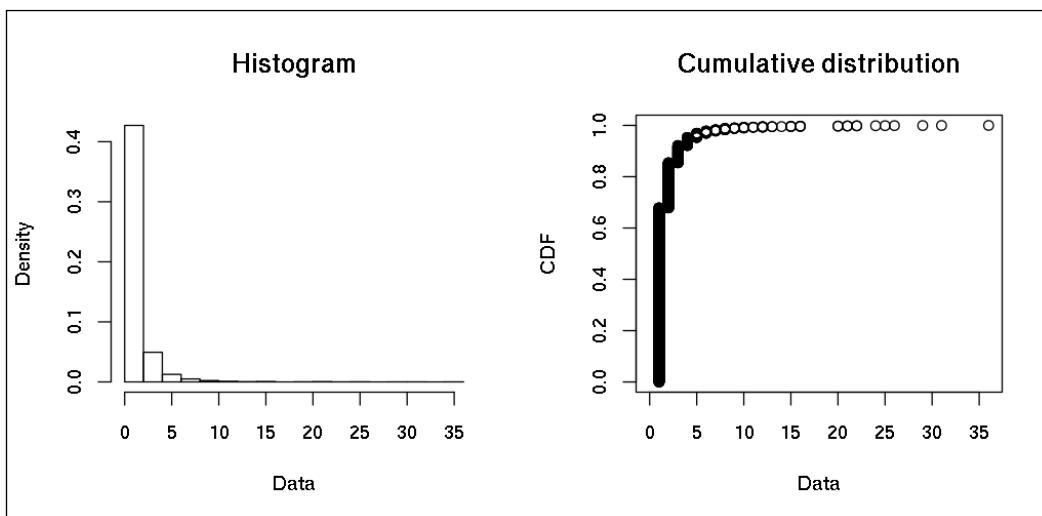 Histogram
Density
0.0 0.1 0.2 0.3 0.4
0 5 10 15 20 25 30 35
Data
Cumulative distribution
CDF
0.0 0.2 0.4 0.6 0.8 1.0
0 5 10 15 20 25 30 35
Data